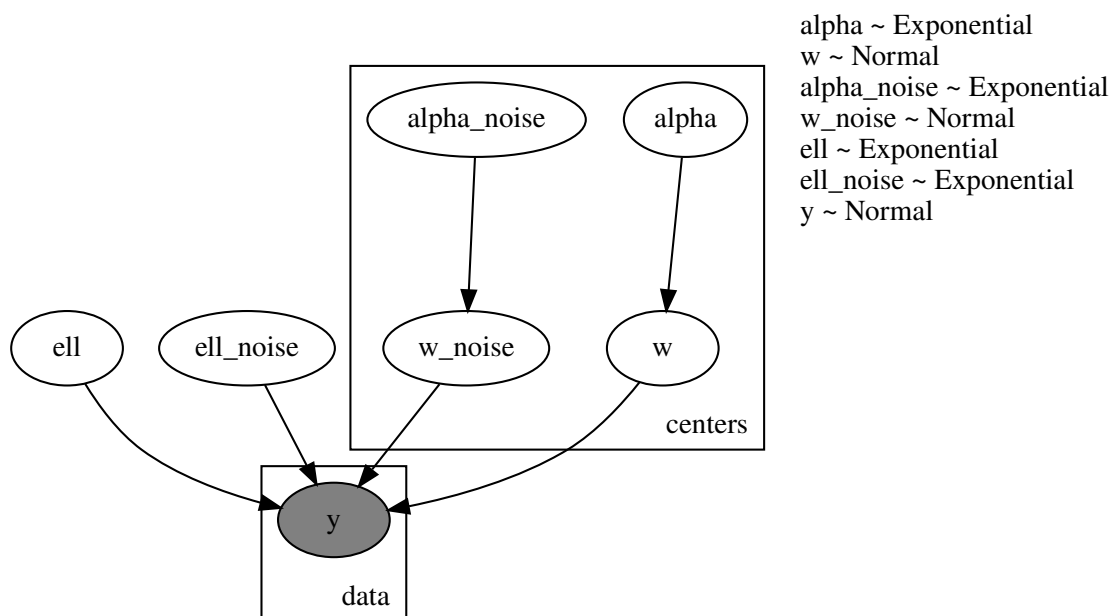 alpha ~ Exponential
w ~ Normal
alpha_noise ~ Exponential
w_noise ~ Normal
ell ~ Exponential
ell_noise ~ Exponential
y ~ Normal
alpha_noise alpha
ell ell_noise w_noise w
centers
y
data